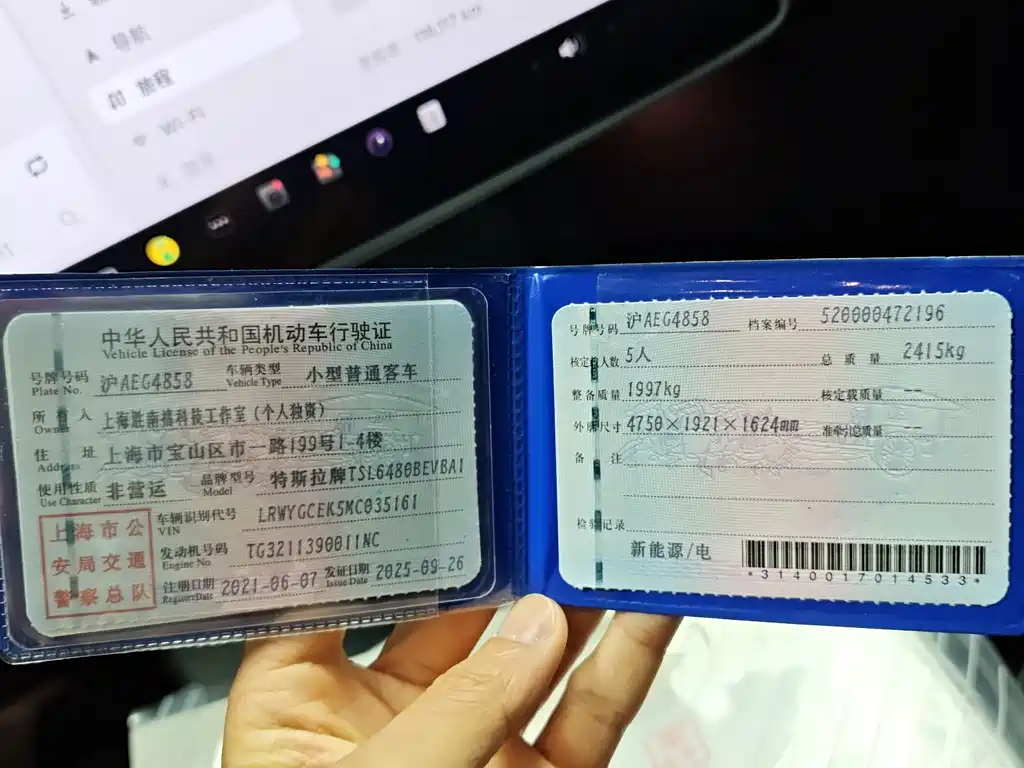 导航
旅程
Wi-Fi
中华人民共和国机动车行驶证
Vehicle License of the People's Republic of China
号牌号码 沪AEG4858 车辆类型 小型普通客车
Plate No. Vehicle Type
所有人 上海胜南禧科技工作室(个人独资)
Owner
住址 上海市宝山区市一路199号1-4楼
Address
使用性质 非营运 品牌型号 特斯拉牌TSL6480BEVBA1
Use Character Model
上海市公安局交通警察总队
车辆识别代号 LRWYGCEK5MC035161
VIN
发动机号码 TG3211390011NC
Engine No.
注册日期 2021-06-07 发证日期 2025-09-26
Register Date Issue Date
号牌号码 沪AEG4858 档案编号 520000472196
核定载人数 5人 总质量 2415kg
整备质量 1997kg 核定载质量 --
外廓尺寸 4750×1921×1624mm 准牵引总质量 --
备注
检验记录
新能源/电
*3140017014533*